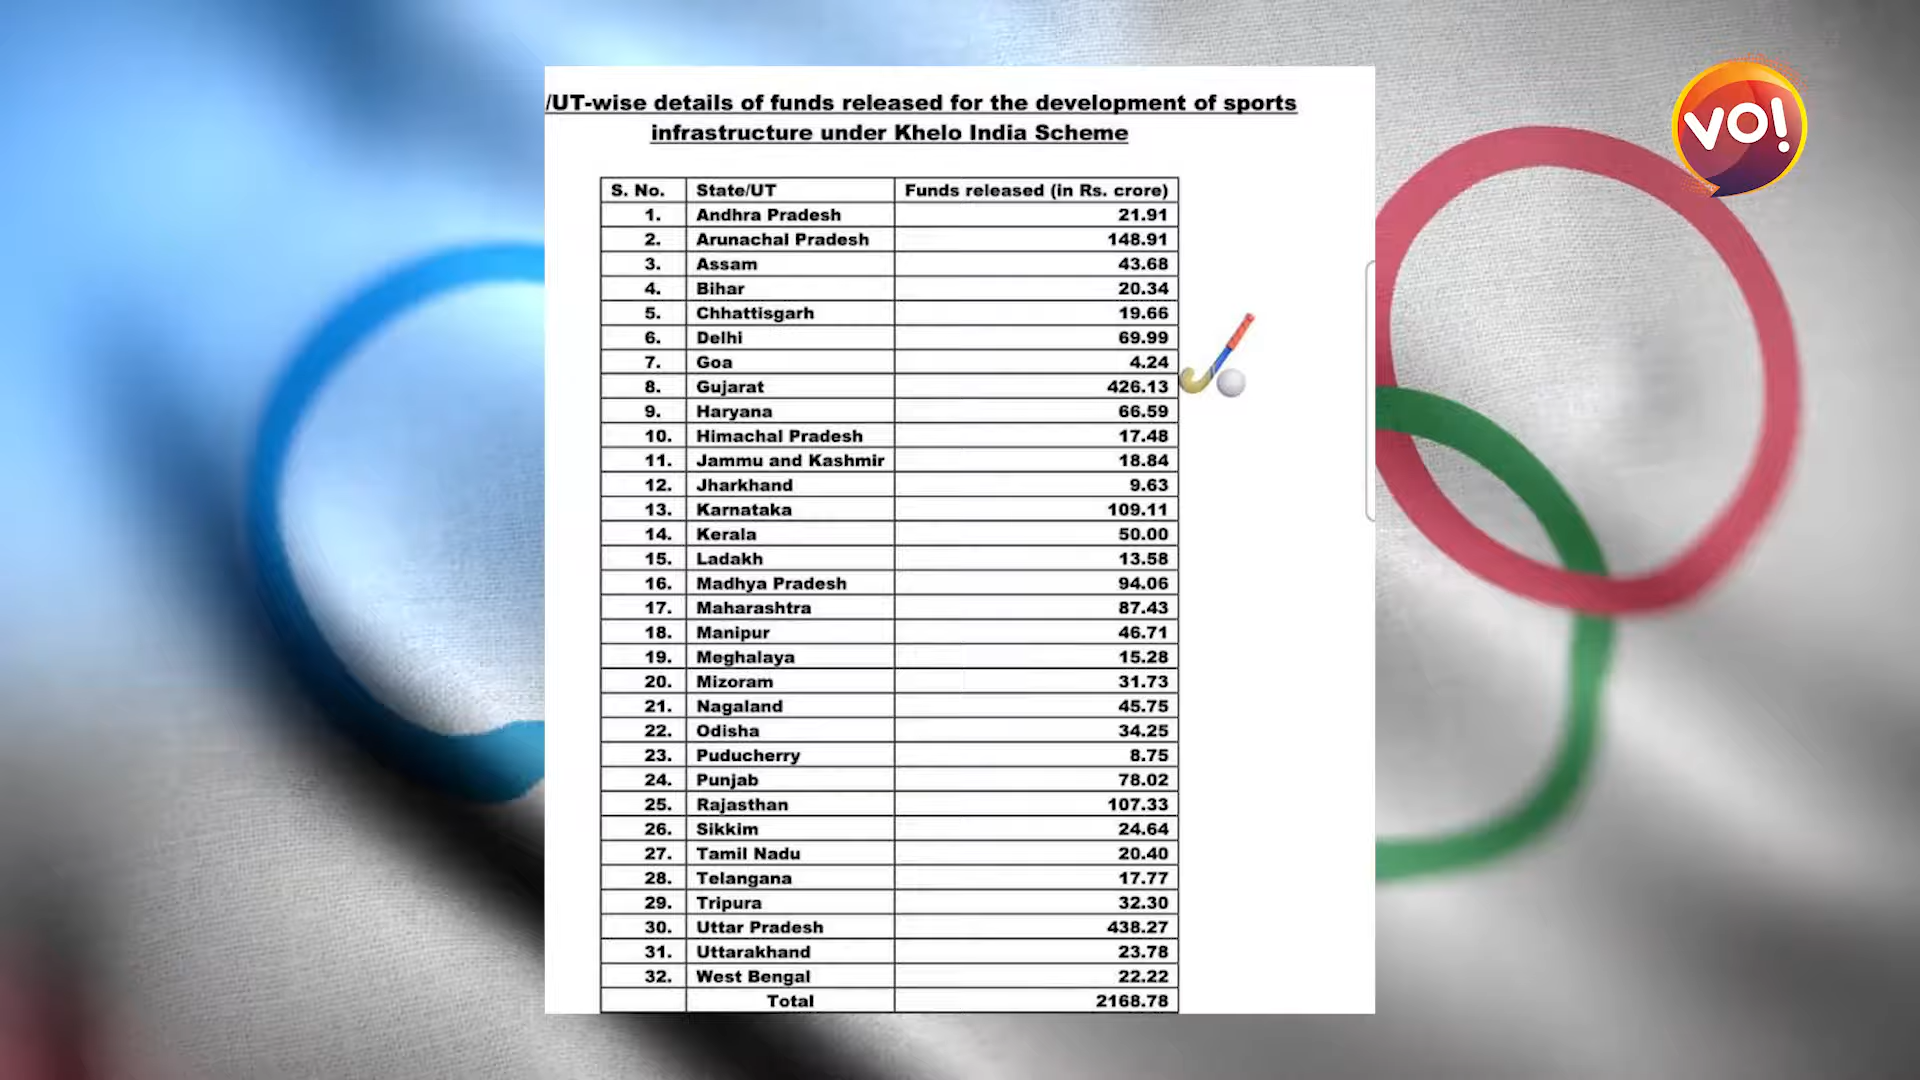 /UT-wise details of funds released for the development of sports
infrastructure under Khelo India Scheme
S. No. State/UT Funds released (in Rs. crore)
1. Andhra Pradesh 21.91
2. Arunachal Pradesh 148.91
3. Assam 43.68
4. Bihar 20.34
5. Chhattisgarh 19.66
6. Delhi 69.99
7. Goa 4.24
8. Gujarat 426.13
9. Haryana 66.59
10. Himachal Pradesh 17.48
11. Jammu and Kashmir 18.84
12. Jharkhand 9.63
13. Karnataka 109.11
14. Kerala 50.00
15. Ladakh 13.58
16. Madhya Pradesh 94.06
17. Maharashtra 87.43
18. Manipur 46.71
19. Meghalaya 15.28
20. Mizoram 31.73
21. Nagaland 45.75
22. Odisha 34.25
23. Puducherry 8.75
24. Punjab 78.02
25. Rajasthan 107.33
26. Sikkim 24.64
27. Tamil Nadu 20.40
28. Telangana 17.77
29. Tripura 32.30
30. Uttar Pradesh 438.27
31. Uttarakhand 23.78
32. West Bengal 22.22
Total 2168.78
VO!